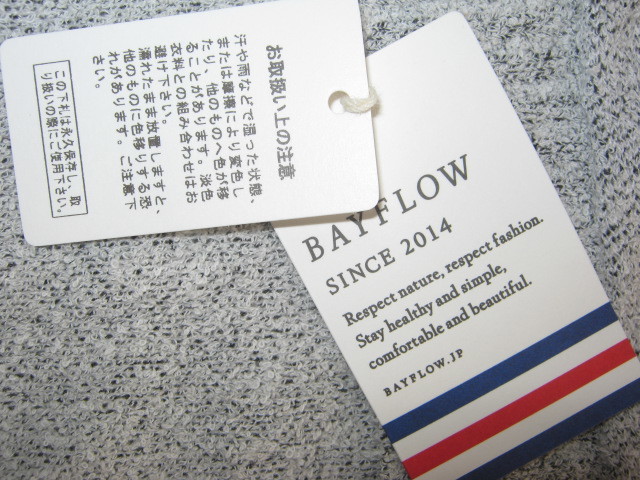 お取扱い上の注意
汗や雨などで湿った状態、
または摩擦により変色し
たり、他のものへ色が移
ることがあります。淡色
衣料との組み合わせはお
避け下さい。
濡れたまま放置しますと、
他のものに色移りする恐
れがあります。ご注意下
さい。
この下札は永久保存し、取
り扱いの際にご使用下さい。
BAYFLOW
SINCE 2014
Respect nature, respect fashion.
Stay healthy and simple,
comfortable and beautiful.
BAYFLOW.JP